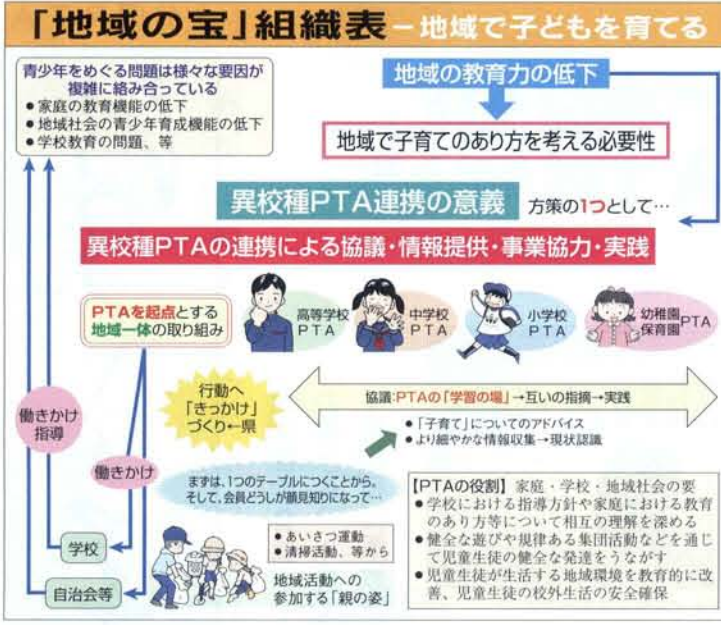 「地域の宝」組織表－地域で子どもを育てる
青少年をめぐる問題は様々な要因が
複雑に絡み合っている
●家庭の教育機能の低下
●地域社会の青少年育成機能の低下
●学校教育の問題、等
地域の教育力の低下
地域で子育てのあり方を考える必要性
異校種PTA連携の意義
方策の1つとして…
異校種PTAの連携による協議・情報提供・事業協力・実践
PTAを起点とする
地域一体の取り組み
高等学校
PTA
中学校
PTA
小学校
PTA
幼稚園
保育園
PTA
行動へ
「きっかけ」
づくり←県
協議:PTAの「学習の場」→互いの指摘→実践
●「子育て」についてのアドバイス
●より細やかな情報収集→現状認識
働きかけ
指導
働きかけ
まずは、1つのテーブルにつくことから。
そして、会員どうしが顔見知りになって…
学校
自治会等
●あいさつ運動
●清掃活動、等から
地域活動への
参加する「親の姿」
【PTAの役割】家庭・学校・地域社会の要
●学校における指導方針や家庭における教育
のあり方等について相互の理解を深める
●健全な遊びや規律ある集団活動などを通じ
て児童生徒の健全な発達をうながす
●児童生徒が生活する地域環境を教育的に改
善、児童生徒の校外生活の安全確保